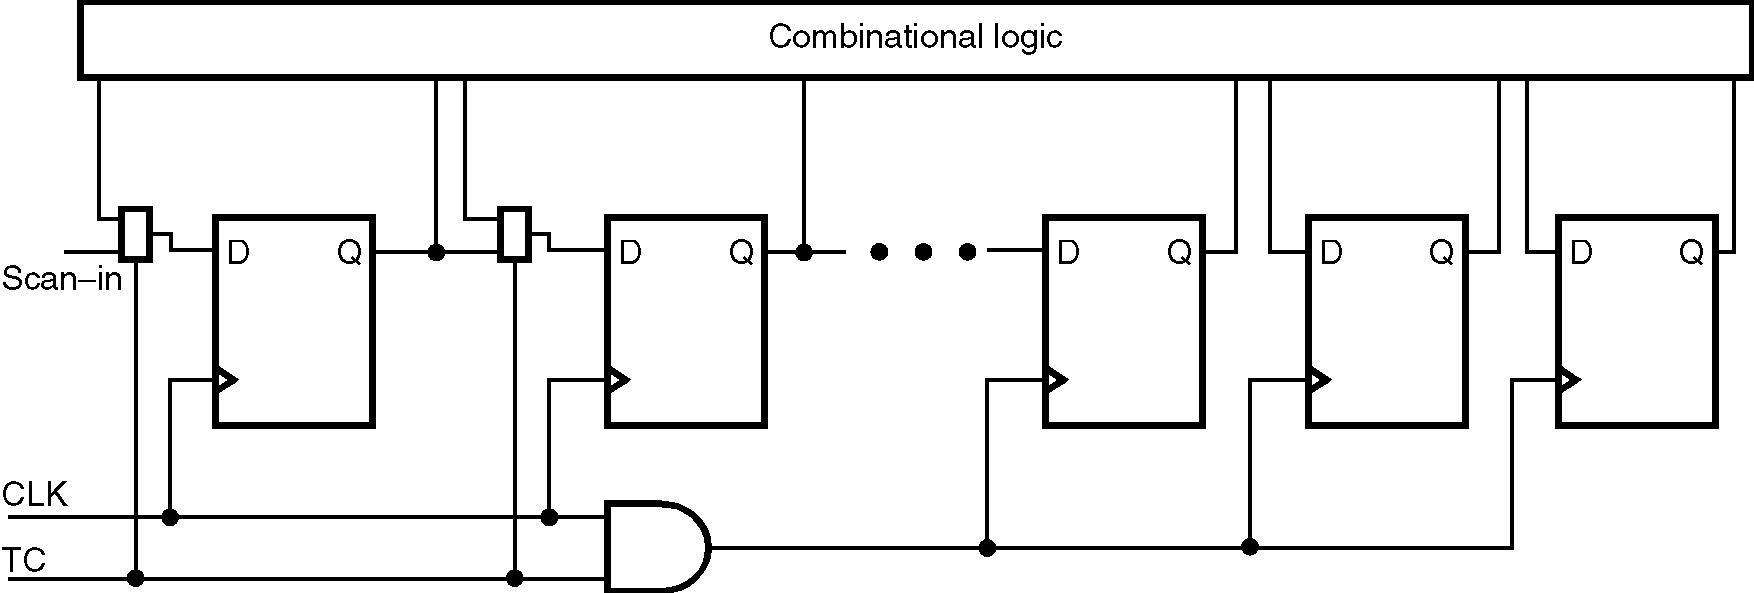 Combinational logic
D Q D Q D Q D Q D Q
Scan–in
CLK
TC